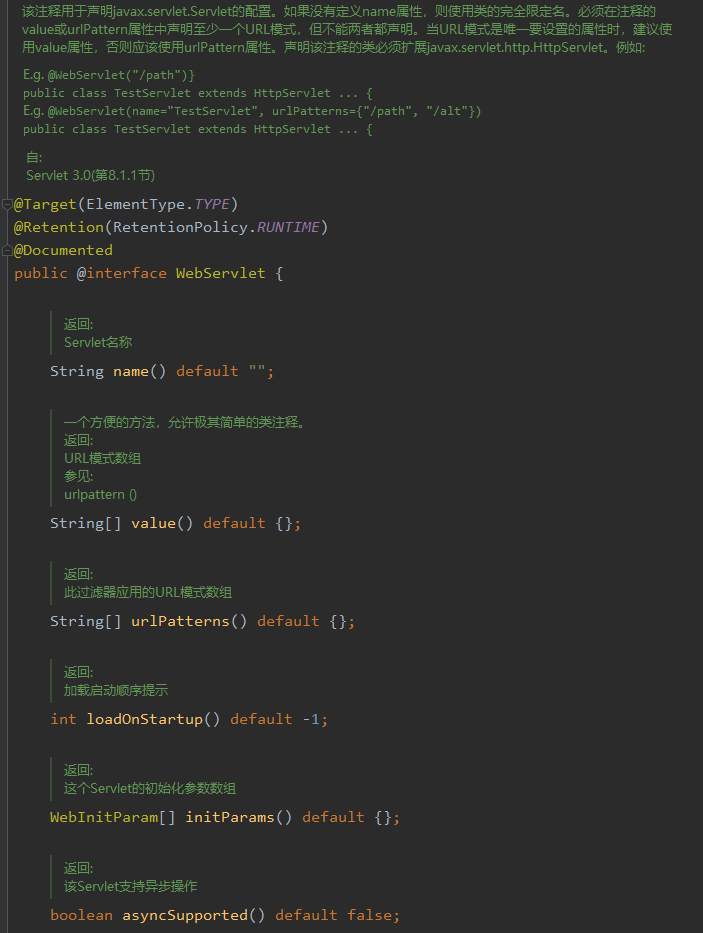 该注释用于声明javax.servlet.Servlet的配置。如果没有定义name属性，则使用类的完全限定名。必须在注释的
value或urlPattern属性中声明至少一个URL模式，但不能两者都声明。当URL模式是唯一要设置的属性时，建议使
用value属性，否则应该使用urlPattern属性。声明该注释的类必须扩展javax.servlet.http.HttpServlet。例如:
E.g. @WebServlet("/path")}
public class TestServlet extends HttpServlet ... {
E.g. @WebServlet(name="TestServlet", urlPatterns={"/path", "/alt"})
public class TestServlet extends HttpServlet ... {
自:
Servlet 3.0(第8.1.1节)
@Target(ElementType.TYPE)
@Retention(RetentionPolicy.RUNTIME)
@Documented
public @interface WebServlet {
返回:
Servlet名称
String name() default "";
一个方便的方法，允许极其简单的类注释。
返回:
URL模式数组
参见:
urlpattern ()
String[] value() default {};
返回:
此过滤器应用的URL模式数组
String[] urlPatterns() default {};
返回:
加载启动顺序提示
int loadOnStartup() default -1;
返回:
这个Servlet的初始化参数数组
WebInitParam[] initParams() default {};
返回:
该Servlet支持异步操作
boolean asyncSupported() default false;